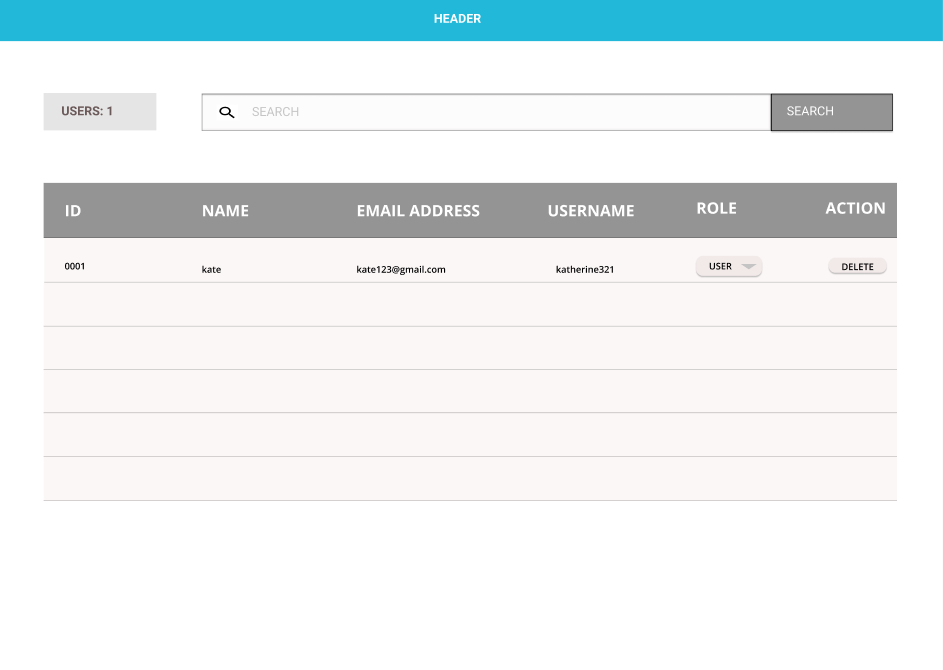 HEADER
USERS: 1
SEARCH
SEARCH
ID NAME EMAIL ADDRESS USERNAME ROLE ACTION
0001 kate kate123@gmail.com katherine321 USER DELETE